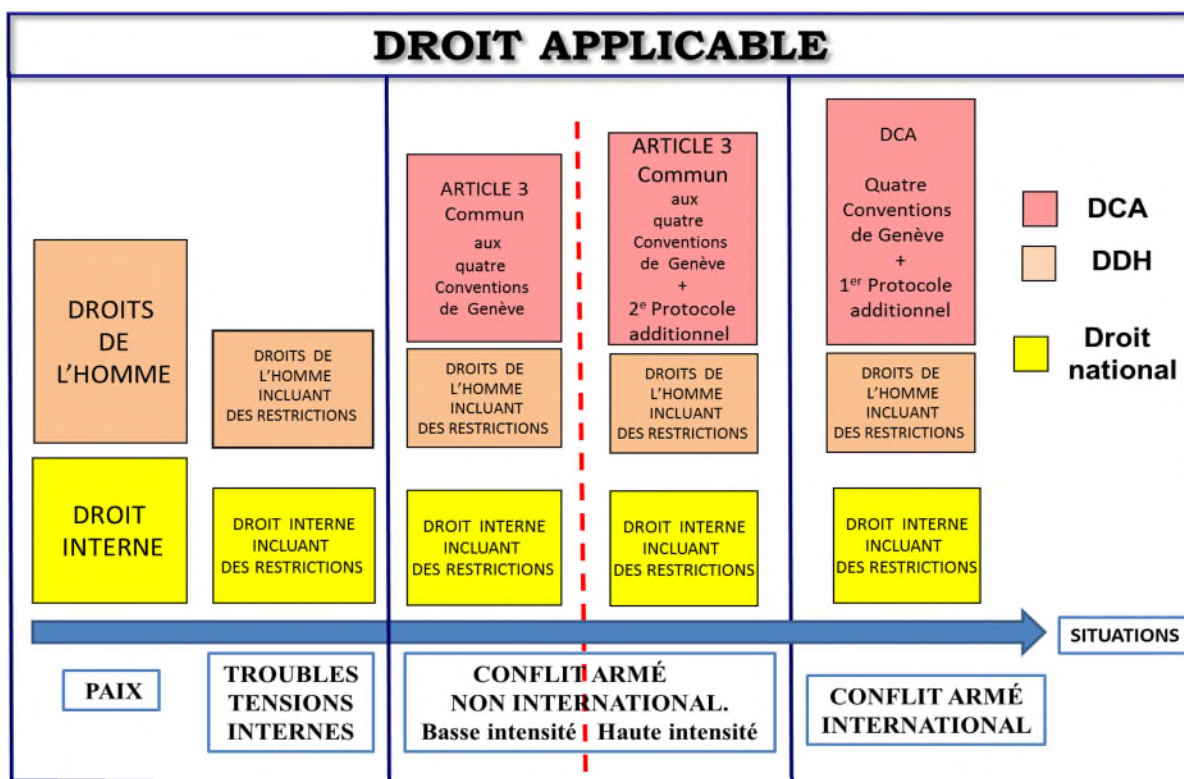 DROIT APPLICABLE
DROITS
DE
L'HOMME
DROIT
INTERNE
PAIX
DROITS DE
L'HOMME
INCLUANT
DES RESTRICTIONS
DROIT INTERNE
INCLUANT
DES RESTRICTIONS
TROUBLES
TENSIONS
INTERNES
ARTICLE 3
Commun
aux
quatre
Conventions
de Genève
DROITS DE
L'HOMME
INCLUANT
DES RESTRICTIONS
DROIT INTERNE
INCLUANT
DES RESTRICTIONS
ARTICLE 3
Commun
aux
quatre
Conventions
de Genève
+
2e Protocole
additionnel
DROITS DE
L'HOMME
INCLUANT
DES RESTRICTIONS
DROIT INTERNE
INCLUANT
DES RESTRICTIONS
CONFLIT ARMÉ
NON INTERNATIONAL.
Basse intensité Haute intensité
DCA
Quatre
Conventions
de Genève
+
1er Protocole
additionnel
DROITS DE
L'HOMME
INCLUANT
DES RESTRICTIONS
DROIT INTERNE
INCLUANT
DES RESTRICTIONS
CONFLIT ARMÉ
INTERNATIONAL
DCA
DDH
Droit
national
SITUATIONS